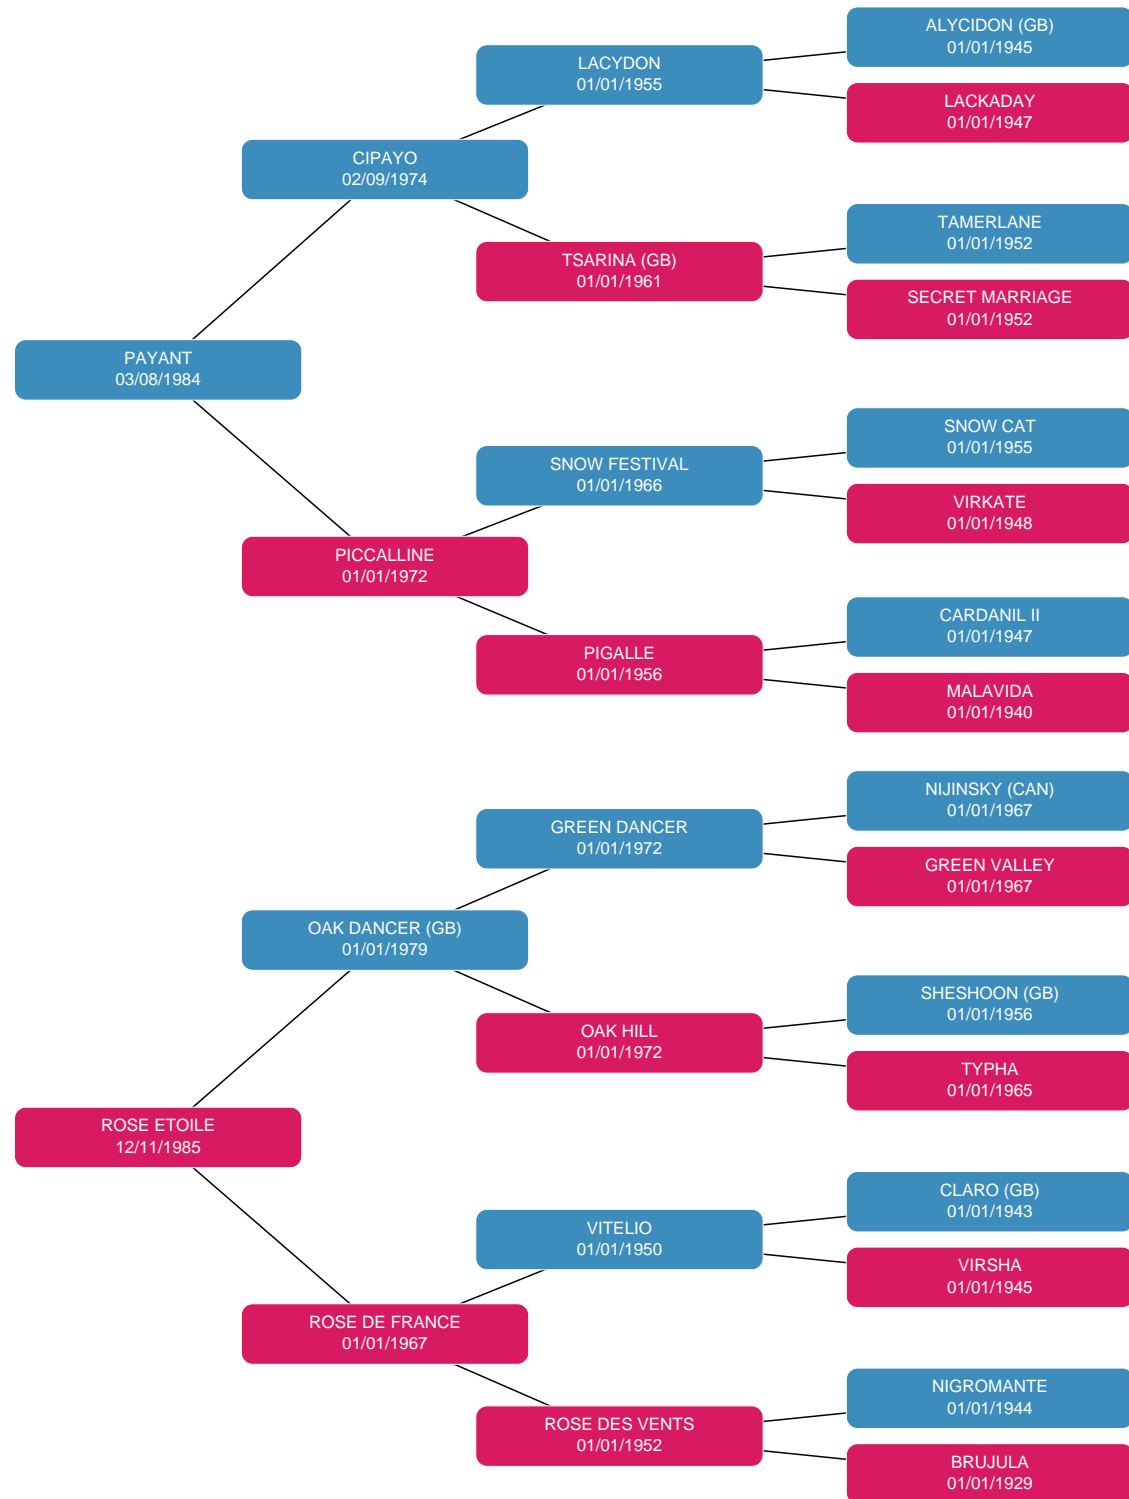 ALYCIDON (GB)
01/01/1945
LACYDON
01/01/1955
LACKADAY
01/01/1947
CIPAYO
02/09/1974
TAMERLANE
01/01/1952
TSARINA (GB)
01/01/1961
SECRET MARRIAGE
01/01/1952
PAYANT
03/08/1984
SNOW CAT
01/01/1955
SNOW FESTIVAL
01/01/1966
VIRKATE
01/01/1948
PICCALLINE
01/01/1972
CARDANIL II
01/01/1947
PIGALLE
01/01/1956
MALAVIDA
01/01/1940
NIJINSKY (CAN)
01/01/1967
GREEN DANCER
01/01/1972
GREEN VALLEY
01/01/1967
OAK DANCER (GB)
01/01/1979
SHESHOON (GB)
01/01/1956
OAK HILL
01/01/1972
TYPHA
01/01/1965
ROSE ETOILE
12/11/1985
CLARO (GB)
01/01/1943
VITELIO
01/01/1950
VIRSHA
01/01/1945
ROSE DE FRANCE
01/01/1967
NIGROMANTE
01/01/1944
ROSE DES VENTS
01/01/1952
BRUJULA
01/01/1929